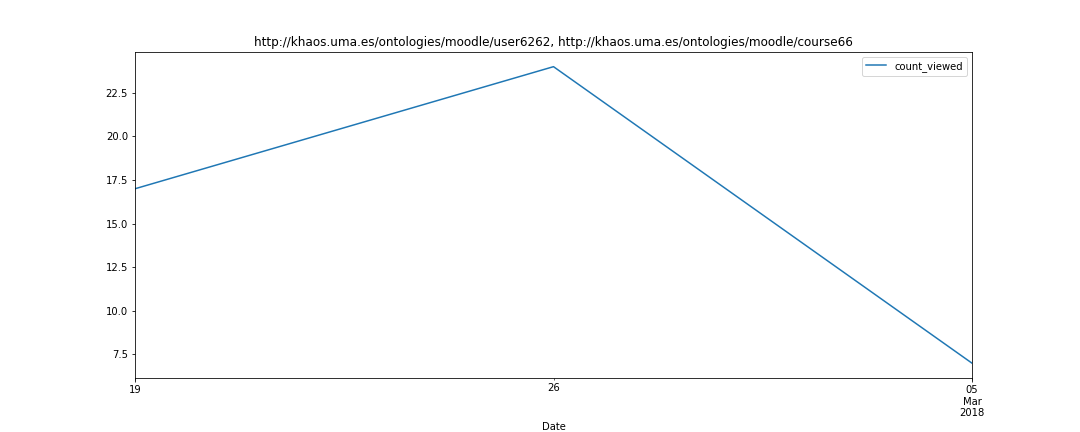 http://khaos.uma.es/ontologies/moodle/user6262, http://khaos.uma.es/ontologies/moodle/course66
count_viewed
22.5
20.0
17.5
15.0
12.5
10.0
7.5
19
26
05
Mar
2018
Date